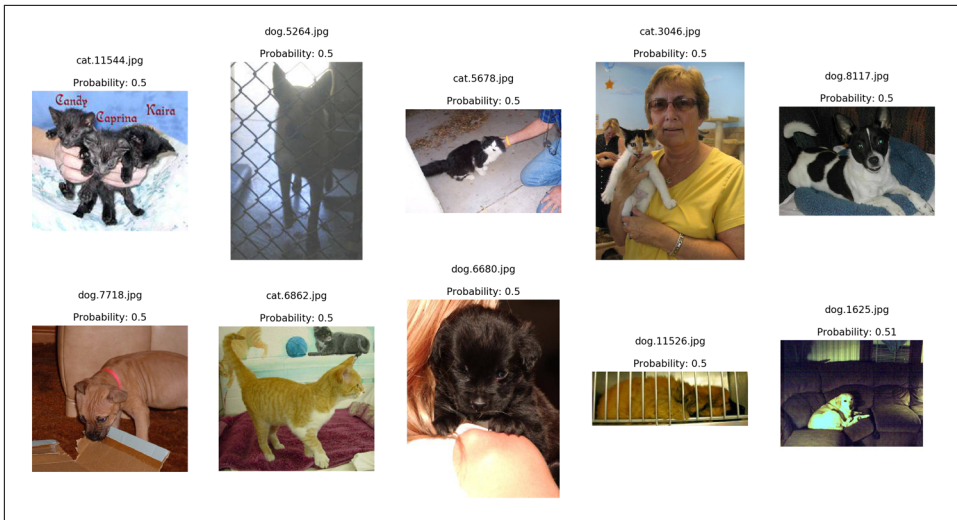 cat.11544.jpg
Probability: 0.5
Candy
Caprina
Kaira
dog.5264.jpg
Probability: 0.5
cat.5678.jpg
Probability: 0.5
cat.3046.jpg
Probability: 0.5
dog.8117.jpg
Probability: 0.5
dog.7718.jpg
Probability: 0.5
cat.6862.jpg
Probability: 0.5
dog.6680.jpg
Probability: 0.5
dog.11526.jpg
Probability: 0.5
dog.1625.jpg
Probability: 0.51